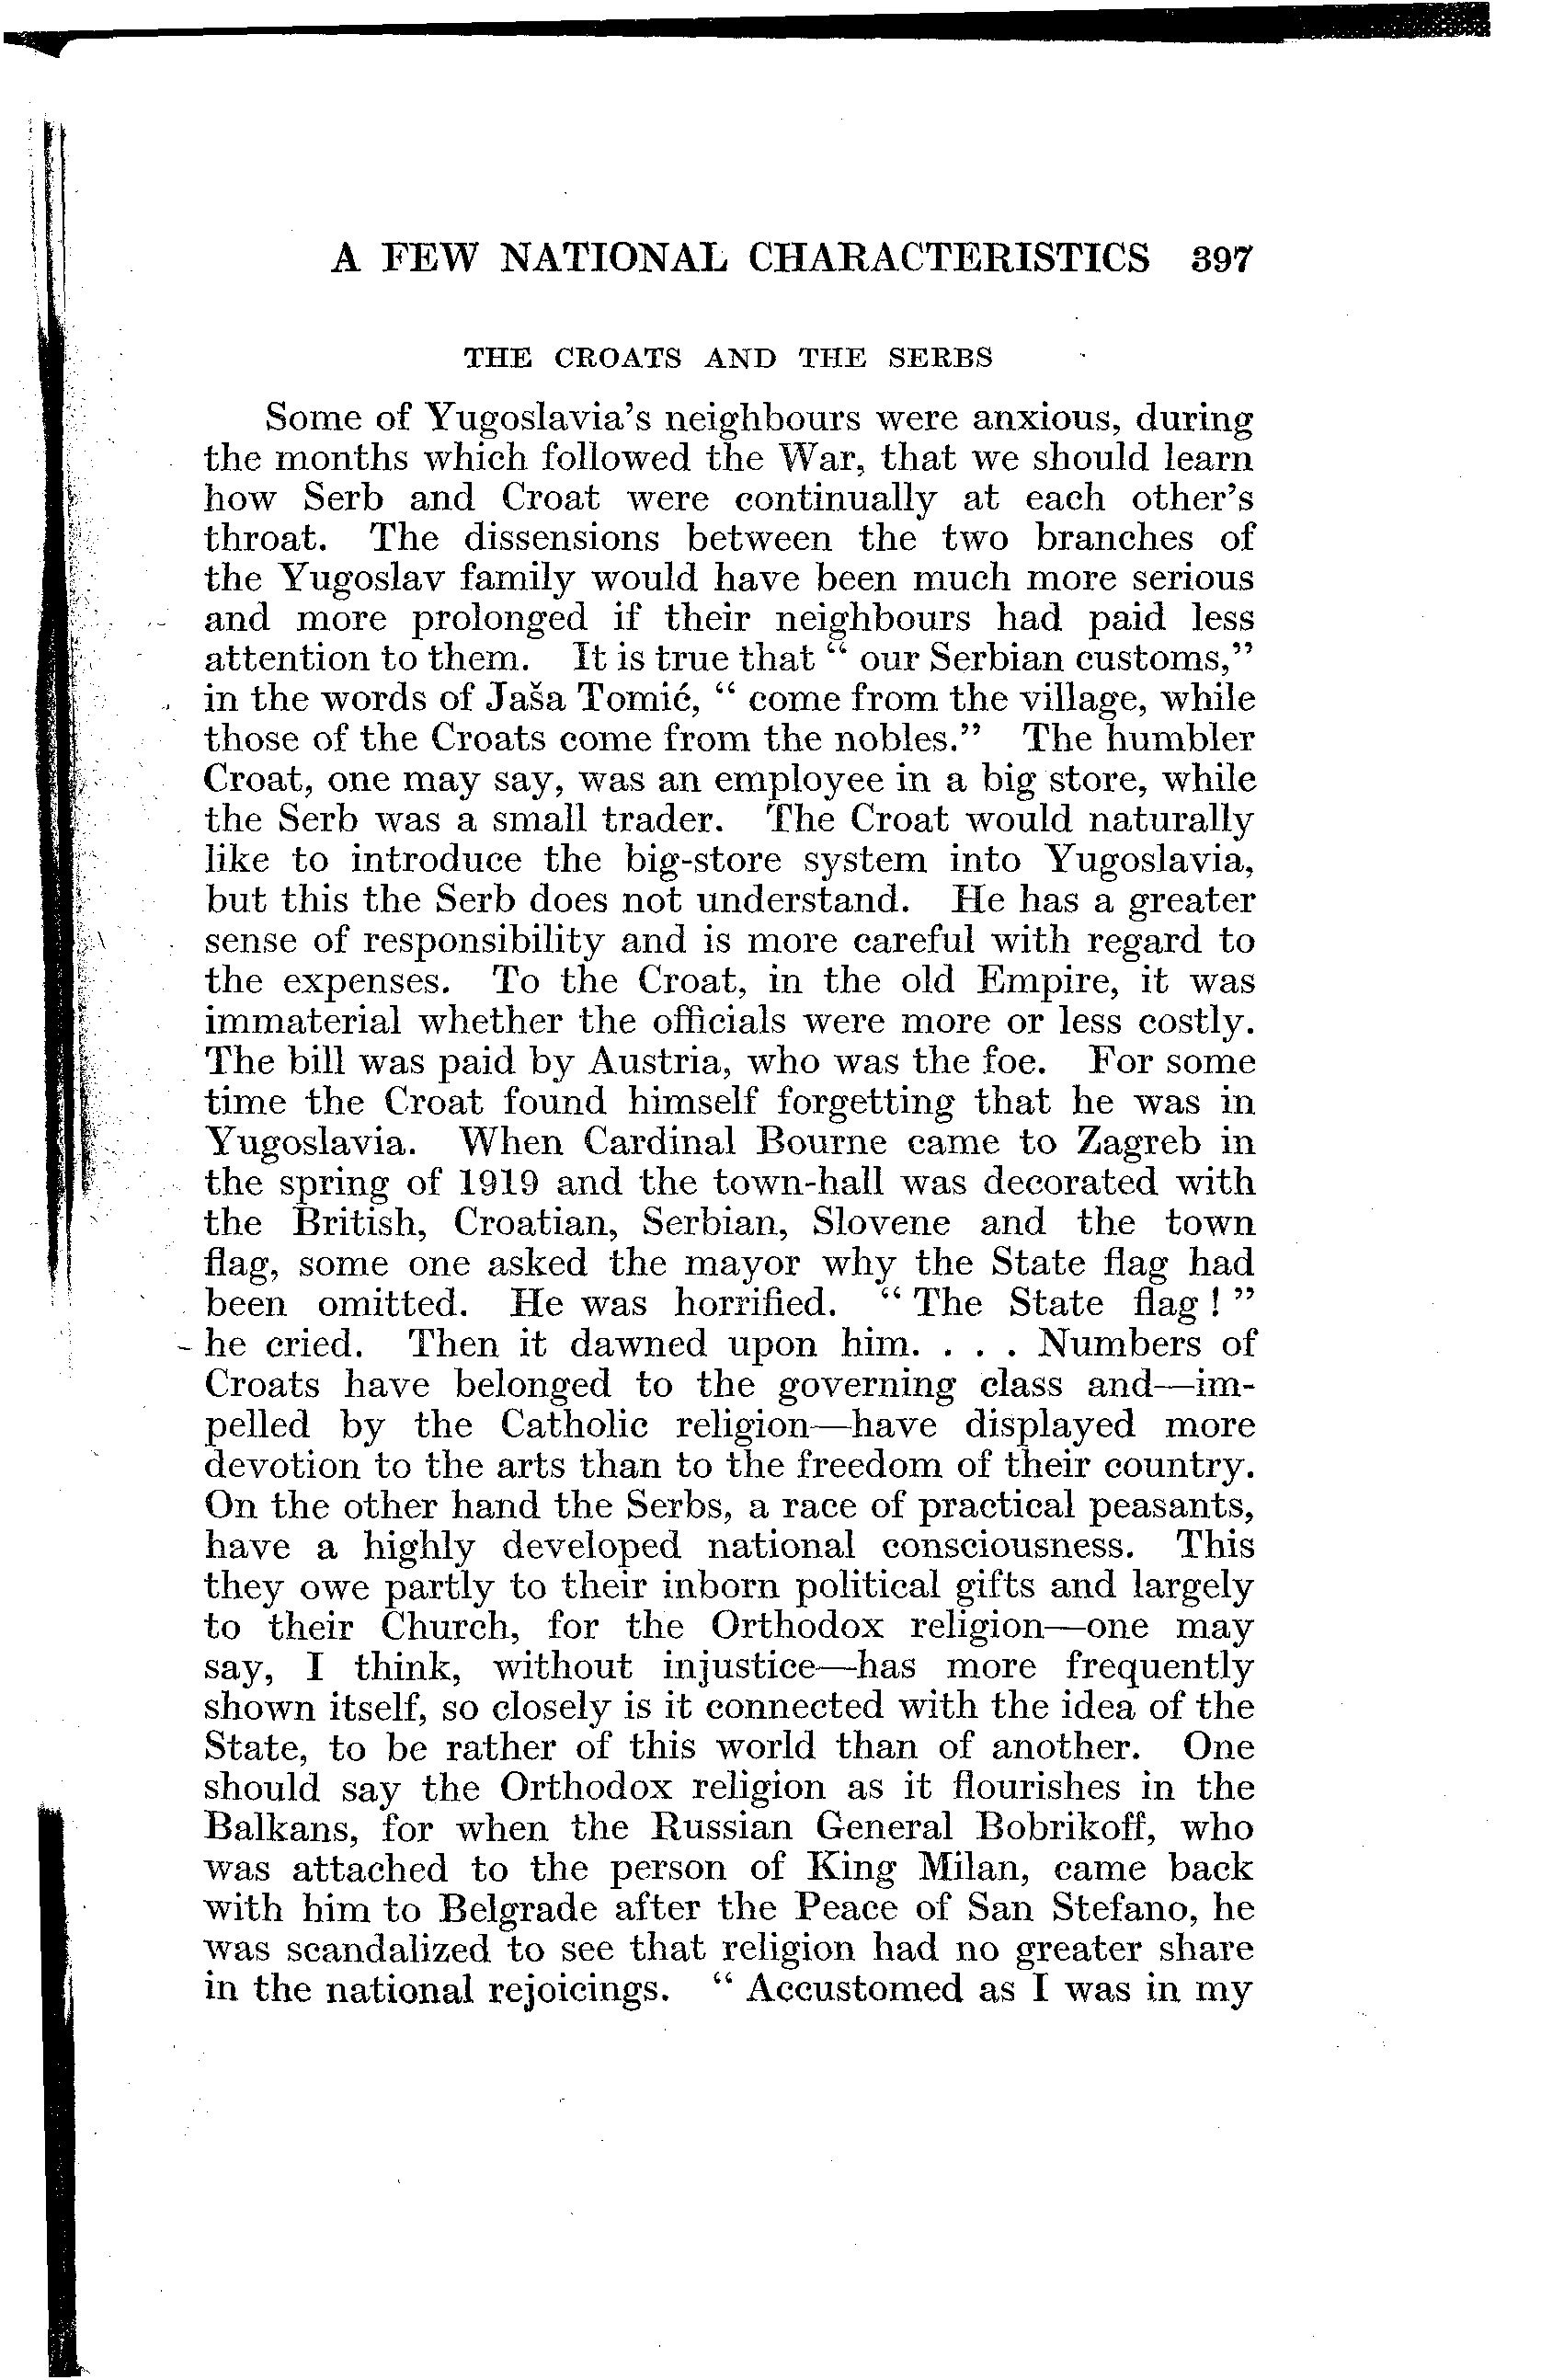 A FEW NATIONAL CHARACTERISTICS 397
THE CROATS AND THE SERBS
Some of Yugoslavia's neighbours were anxious, during
the months which followed the War, that we should learn
how Serb and Croat were continually at each other's
throat. The dissensions between the two branches of
the Yugoslav family would have been much more serious
and more prolonged if their neighbours had paid less
attention to them. It is true that “ our Serbian customs,”
in the words of Jaša Tomić, “ come from the village, while
those of the Croats come from the nobles.” The humbler
Croat, one may say, was an employee in a big store, while
the Serb was a small trader. The Croat would naturally
like to introduce the big-store system into Yugoslavia,
but this the Serb does not understand. He has a greater
sense of responsibility and is more careful with regard to
the expenses. To the Croat, in the old Empire, it was
immaterial whether the officials were more or less costly.
The bill was paid by Austria, who was the foe. For some
time the Croat found himself forgetting that he was in
Yugoslavia. When Cardinal Bourne came to Zagreb in
the spring of 1919 and the town-hall was decorated with
the British, Croatian, Serbian, Slovene and the town
flag, some one asked the mayor why the State flag had
been omitted. He was horrified. “ The State flag ! ”
he cried. Then it dawned upon him. . . . Numbers of
Croats have belonged to the governing class and—im-
pelled by the Catholic religion—have displayed more
devotion to the arts than to the freedom of their country.
On the other hand the Serbs, a race of practical peasants,
have a highly developed national consciousness. This
they owe partly to their inborn political gifts and largely
to their Church, for the Orthodox religion—one may
say, I think, without injustice—has more frequently
shown itself, so closely is it connected with the idea of the
State, to be rather of this world than of another. One
should say the Orthodox religion as it flourishes in the
Balkans, for when the Russian General Bobrikoff, who
was attached to the person of King Milan, came back
with him to Belgrade after the Peace of San Stefano, he
was scandalized to see that religion had no greater share
in the national rejoicings. “ Accustomed as I was in my